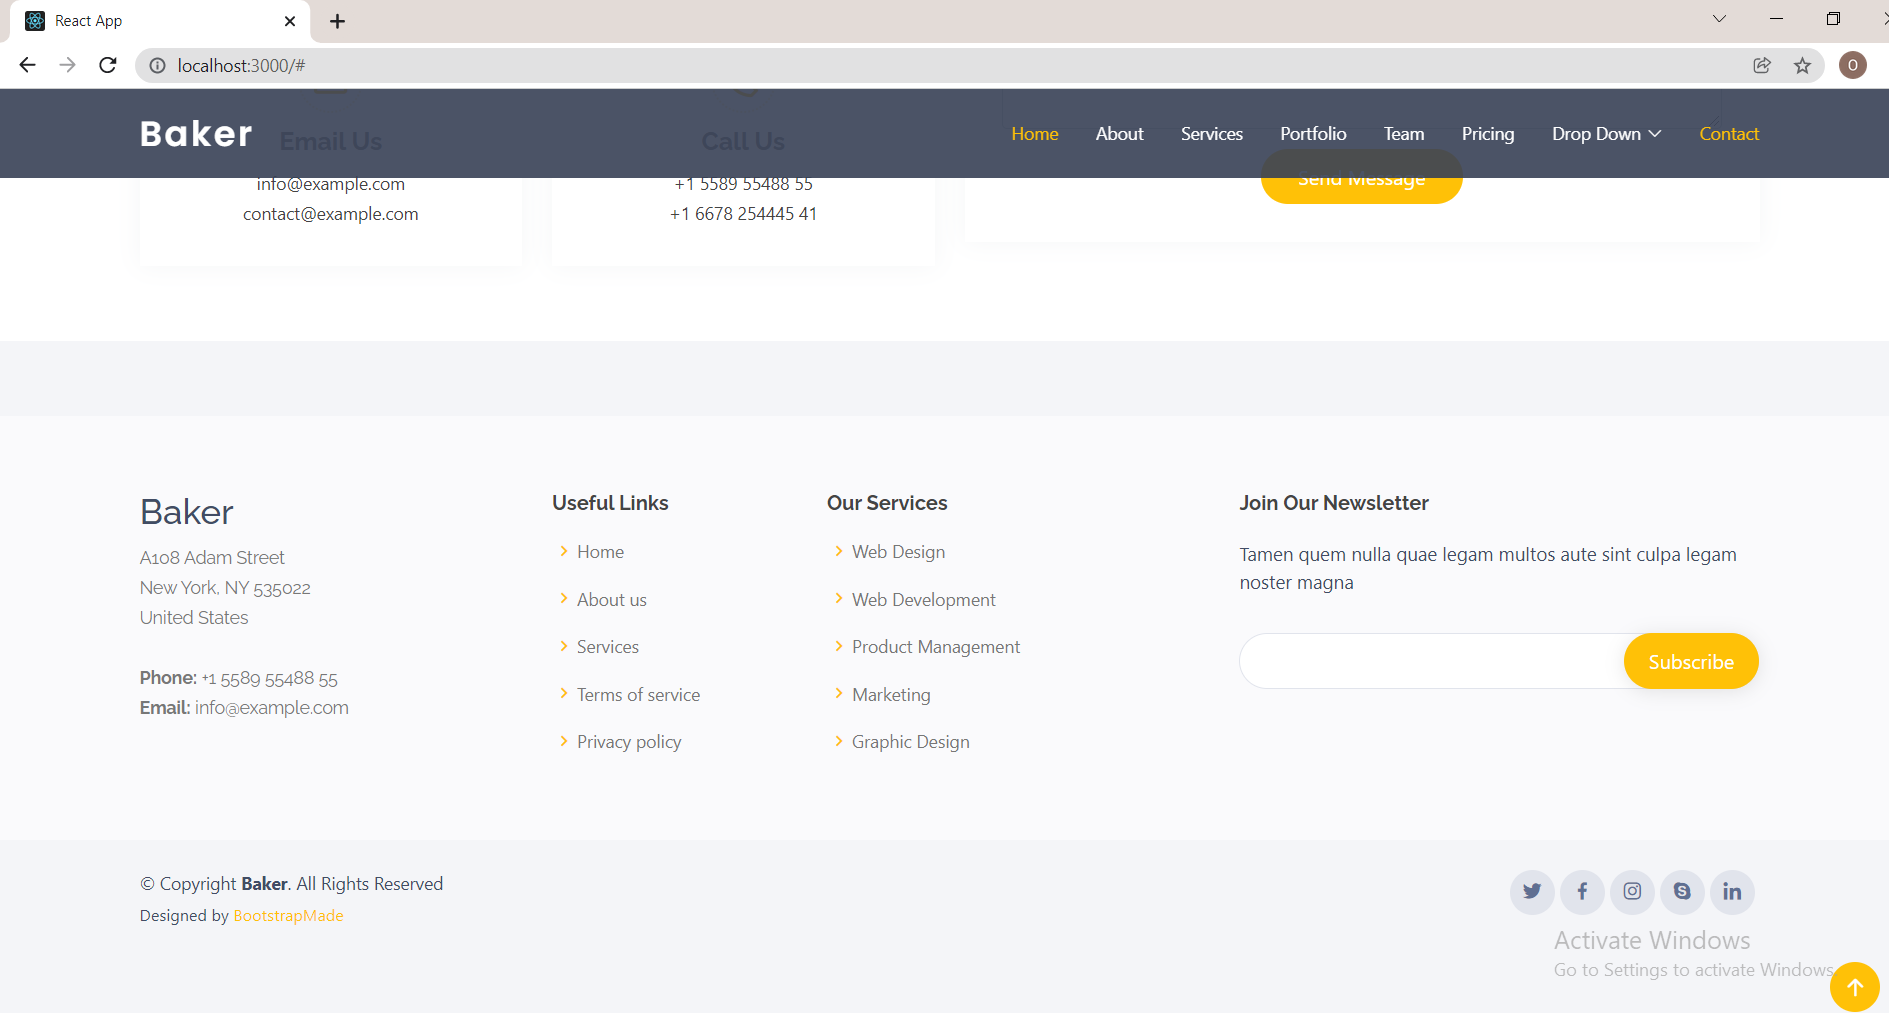 React App
localhost:3000/#
O
Baker
Home
About
Services
Portfolio
Team
Pricing
Drop Down
Contact
Email Us
info@example.com
contact@example.com
Call Us
+1 5589 55488 55
+1 6678 254445 41
Send Message
Baker
A108 Adam Street
New York, NY 535022
United States
Phone: +1 5589 55488 55
Email: info@example.com
Useful Links
Home
About us
Services
Terms of service
Privacy policy
Our Services
Web Design
Web Development
Product Management
Marketing
Graphic Design
Join Our Newsletter
Tamen quem nulla quae legam multos aute sint culpa legam
noster magna
Subscribe
© Copyright Baker. All Rights Reserved
Designed by BootstrapMade
Activate Windows
Go to Settings to activate Windows.